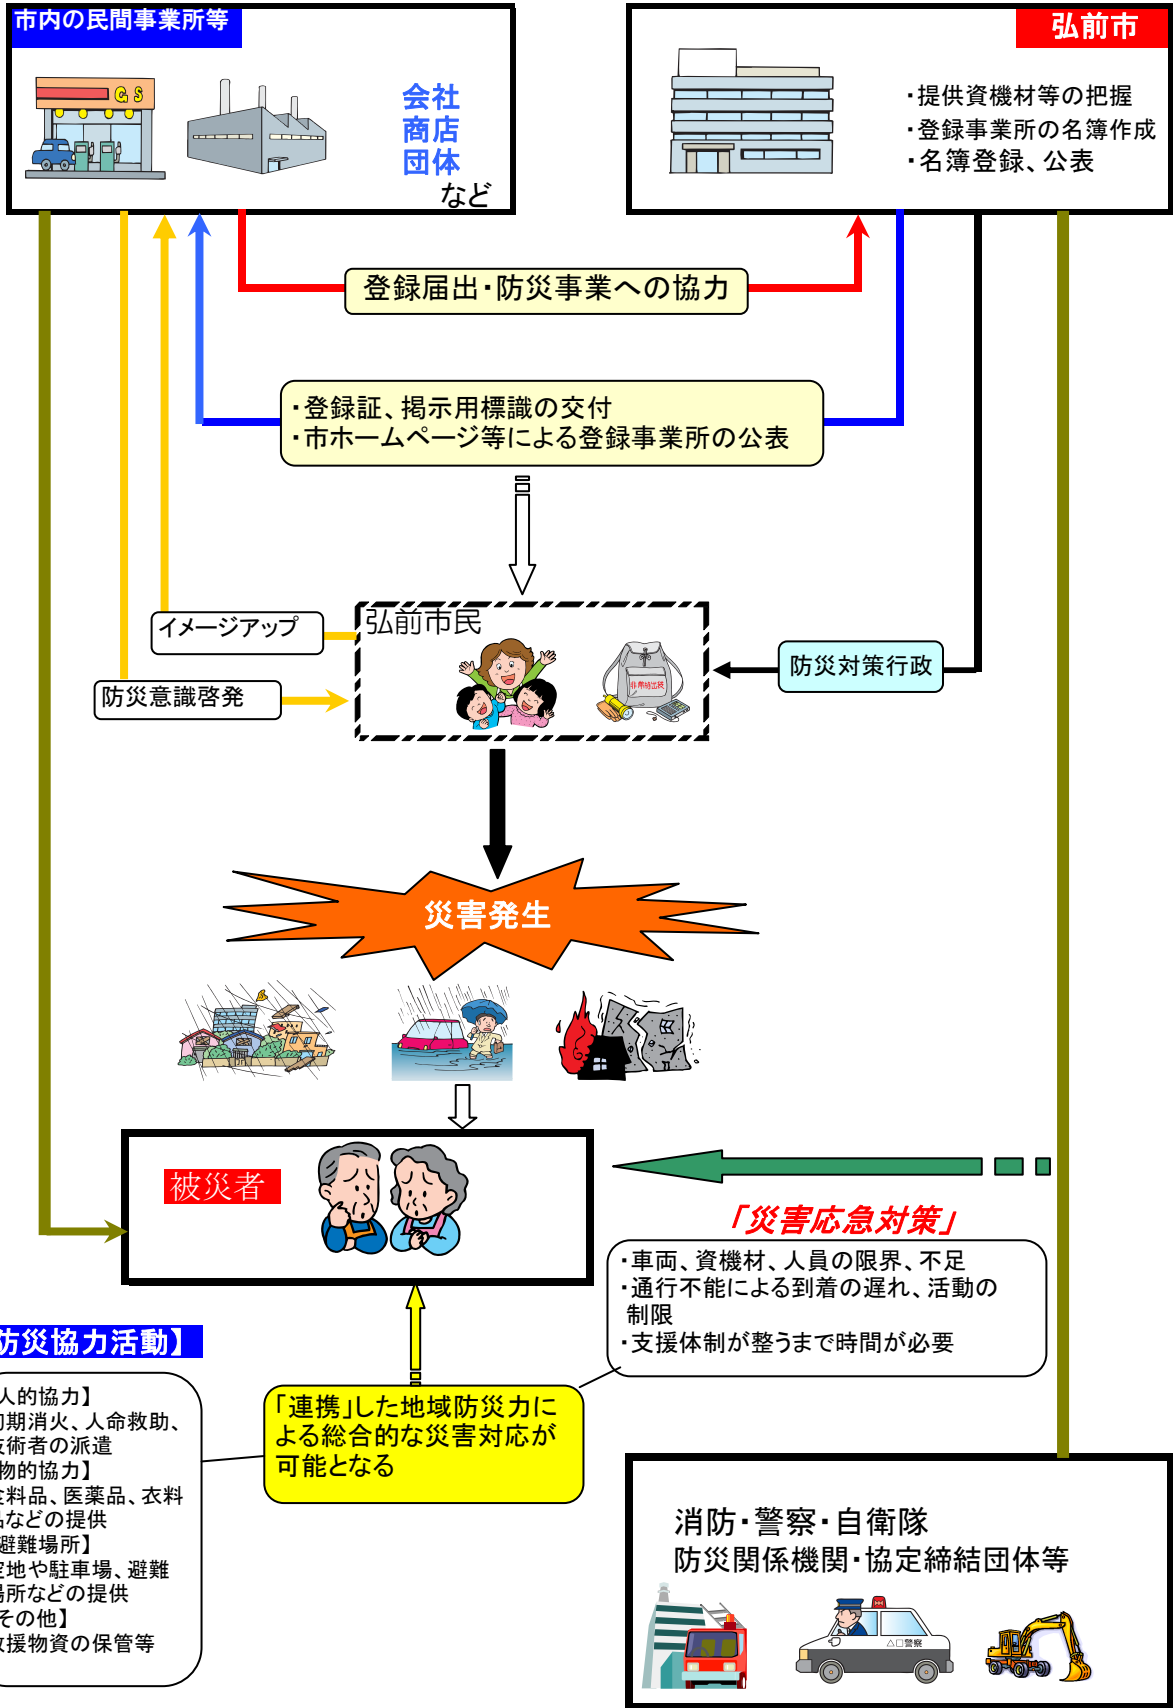 市内の民間事業所等
GS
会社
商店
団体
など
弘前市
・提供資機材等の把握
・登録事業所の名簿作成
・名簿登録、公表
登録届出・防災事業への協力
・登録証、掲示用標識の交付
・市ホームページ等による登録事業所の公表
イメージアップ
弘前市民
防災対策行政
防災意識啓発
災害発生
被災者
「災害応急対策」
・車両、資機材、人員の限界、不足
・通行不能による到着の遅れ、活動の
制限
・支援体制が整うまで時間が必要
防災協力活動】
人的協力】
初期消火、人命救助、
技術者の派遣
物的協力】
食料品、医薬品、衣料
品などの提供
避難場所】
空地や駐車場、避難
場所などの提供
その他】
救援物資の保管等
「連携」した地域防災力に
よる総合的な災害対応が
可能となる
消防・警察・自衛隊
防災関係機関・協定締結団体等
△□警察